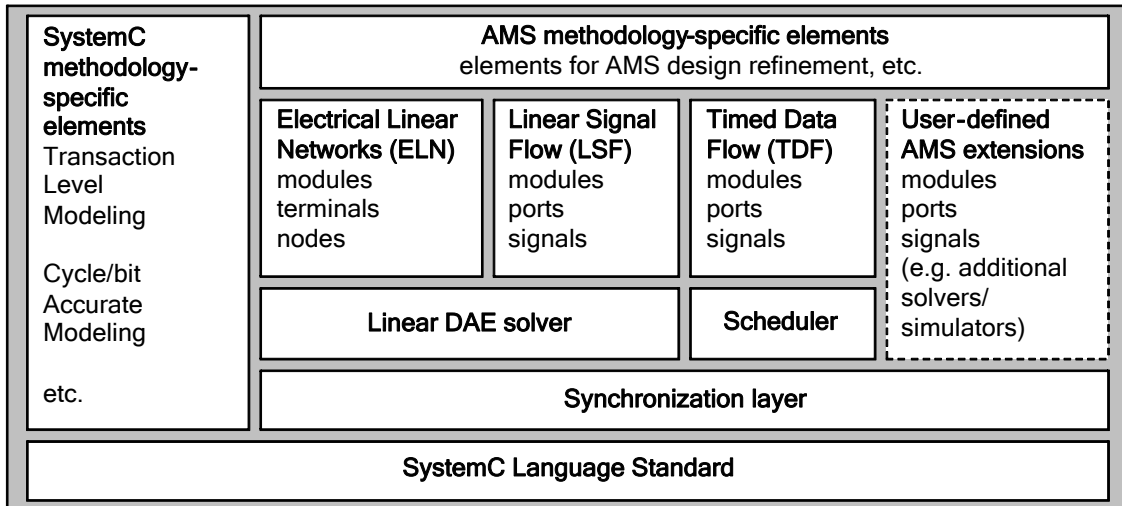 SystemC
methodology-
specific
elements
Transaction
Level
Modeling
Cycle/bit
Accurate
Modeling
etc.
AMS methodology-specific elements
elements for AMS design refinement, etc.
Electrical Linear
Networks (ELN)
modules
terminals
nodes
Linear Signal
Flow (LSF)
modules
ports
signals
Timed Data
Flow (TDF)
modules
ports
signals
User-defined
AMS extensions
modules
ports
signals
(e.g. additional
solvers/
simulators)
Linear DAE solver
Scheduler
Synchronization layer
SystemC Language Standard